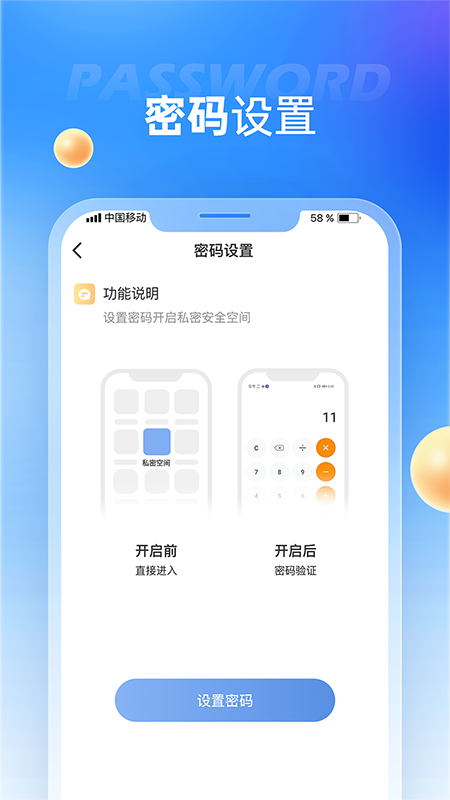 PASSWORD
密码设置
中国移动
58 %
密码设置
功能说明
设置密码开启私密安全空间
私密空间
11
C ÷ ×
7 8 9 −
4 5 6
开启前
开启后
直接进入
密码验证
设置密码